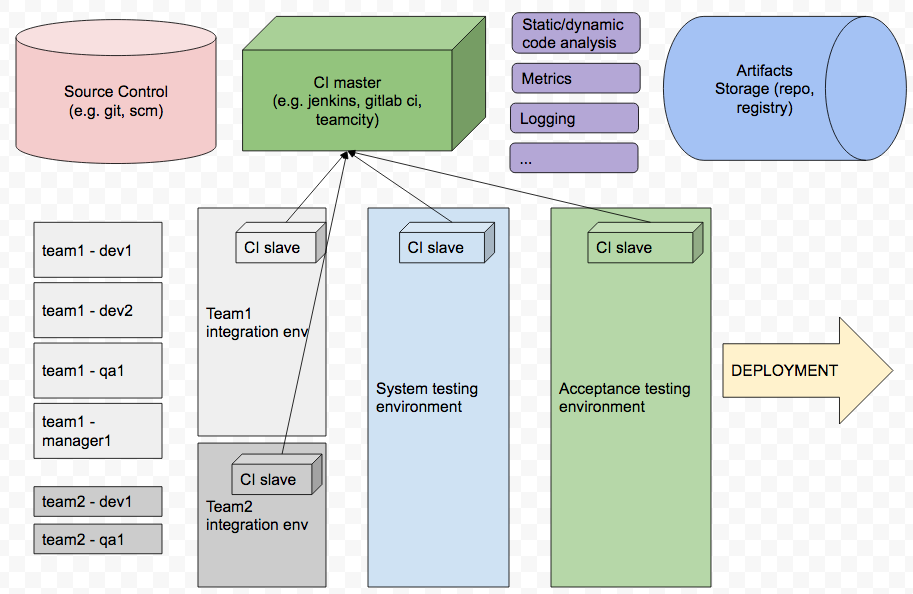 Source Control
(e.g. git, scm)
CI master
(e.g. jenkins, gitlab ci,
teamcity)
Static/dynamic
code analysis
Metrics
Logging
...
Artifacts
Storage (repo,
registry)
team1 - dev1
team1 - dev2
team1 - qa1
team1 -
manager1
team2 - dev1
team2 - qa1
CI slave
Team1
integration env
CI slave
Team2
integration env
CI slave
System testing
environment
CI slave
Acceptance testing
environment
DEPLOYMENT